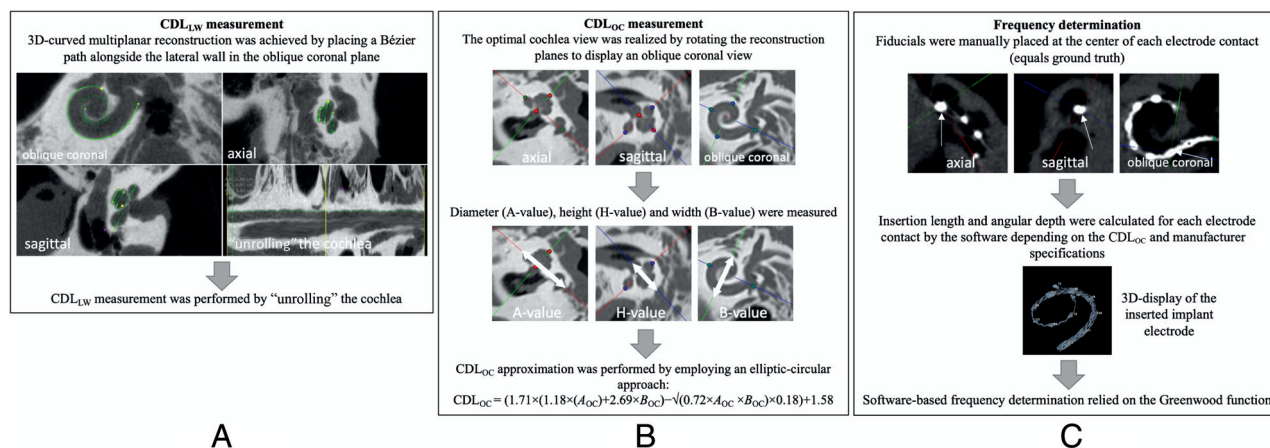 CDLLW measurement
3D-curved multiplanar reconstruction was achieved by placing a Bézier
path alongside the lateral wall in the oblique coronal plane
oblique coronal
axial
sagittal
"unrolling" the cochlea
CDLLW measurement was performed by “unrolling” the cochlea
A
CDLOC measurement
The optimal cochlea view was realized by rotating the reconstruction
planes to display an oblique coronal view
axial
sagittal
oblique coronal
Diameter (A-value), height (H-value) and width (B-value) were measured
A-value
H-value
B-value
CDLOC approximation was performed by employing an elliptic-circular
approach:
CDLOC = (1.71×(1.18×(AOC)+2.69×BOC)−√(0.72×AOC ×BOC)×0.18)+1.58
B
Frequency determination
Fiducials were manually placed at the center of each electrode contact
(equals ground truth)
axial
sagittal
oblique coronal
Insertion length and angular depth were calculated for each electrode
contact by the software depending on the CDLOC and manufacturer
specifications
3D-display of the
inserted implant
electrode
Software-based frequency determination relied on the Greenwood function
C